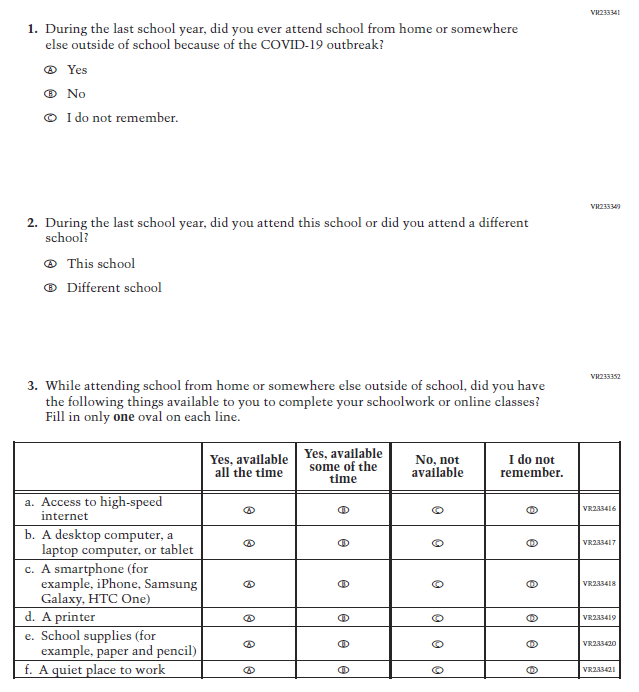 VR233341
1. During the last school year, did you ever attend school from home or somewhere
else outside of school because of the COVID-19 outbreak?
Ⓐ Yes
Ⓑ No
Ⓒ I do not remember.
VR233349
2. During the last school year, did you attend this school or did you attend a different
school?
Ⓐ This school
Ⓑ Different school
VR233352
3. While attending school from home or somewhere else outside of school, did you have
the following things available to you to complete your schoolwork or online classes?
Fill in only one oval on each line.
Yes, available
all the time
Yes, available
some of the
time
No, not
available
I do not
remember.
a. Access to high-speed
internet
Ⓐ Ⓑ Ⓒ Ⓓ VR233416
b. A desktop computer, a
laptop computer, or tablet
Ⓐ Ⓑ Ⓒ Ⓓ VR233417
c. A smartphone (for
example, iPhone, Samsung
Galaxy, HTC One)
Ⓐ Ⓑ Ⓒ Ⓓ VR233418
d. A printer Ⓐ Ⓑ Ⓒ Ⓓ VR233419
e. School supplies (for
example, paper and pencil)
Ⓐ Ⓑ Ⓒ Ⓓ VR233420
f. A quiet place to work Ⓐ Ⓑ Ⓒ Ⓓ VR233421